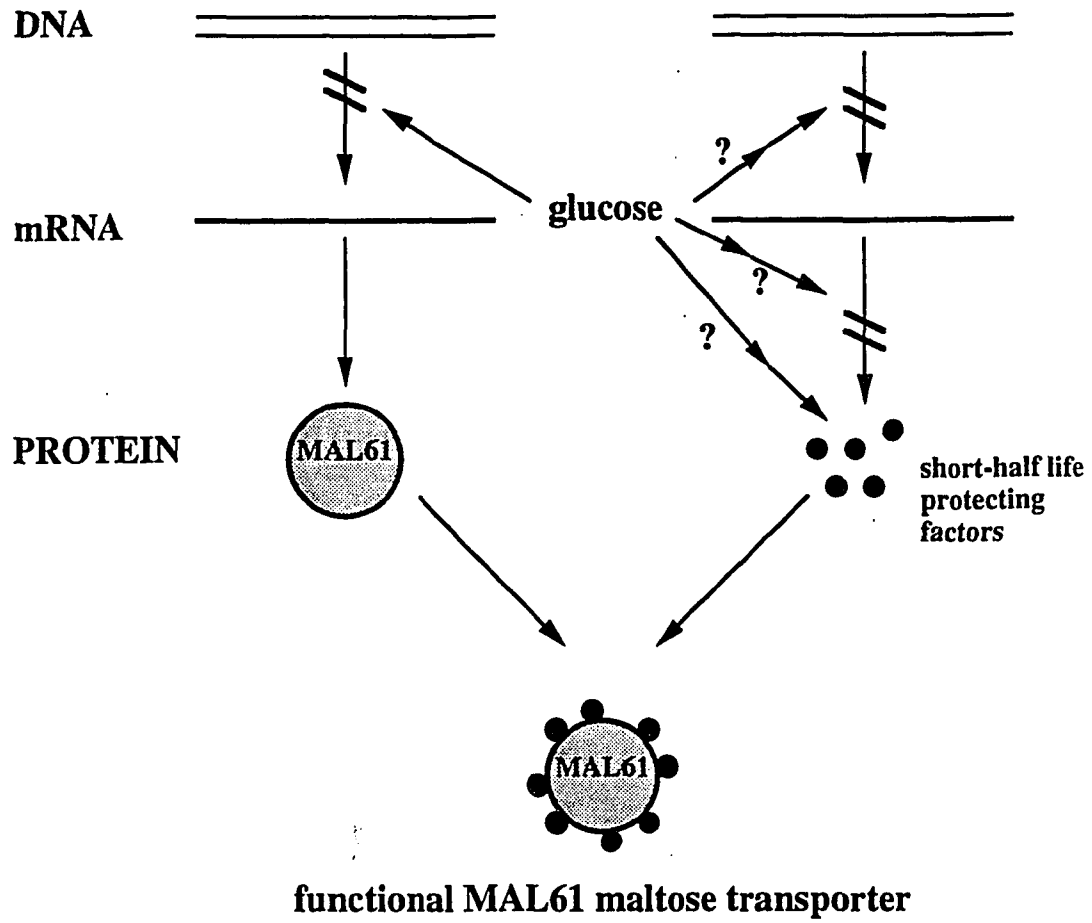 DNA
?
glucose
mRNA
?
?
PROTEIN
MAL61
short-half life
protecting
factors
MAL61
functional MAL61 maltose transporter